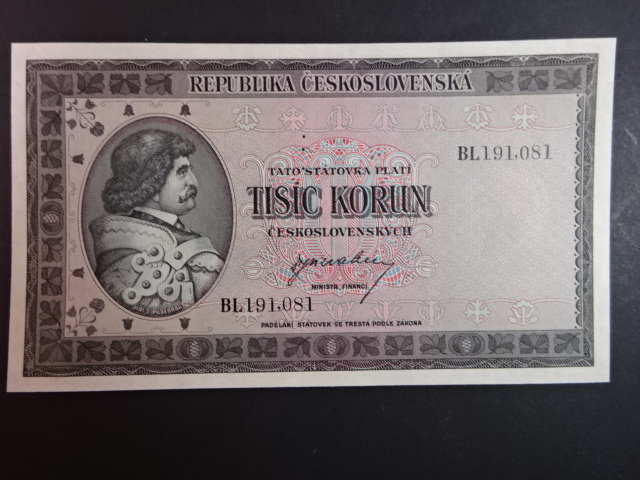 REPUBLIKA ČESKOSLOVENSKÁ
BL191,081
TATO STÁTOVKA PLATÍ
TISÍC KORUN
ČESKOSLOVENSKÝCH
MINISTR FINANCÍ
BL191,081
PADĚLÁNÍ STÁTOVEK SE TRESTÁ PODLE ZÁKONA